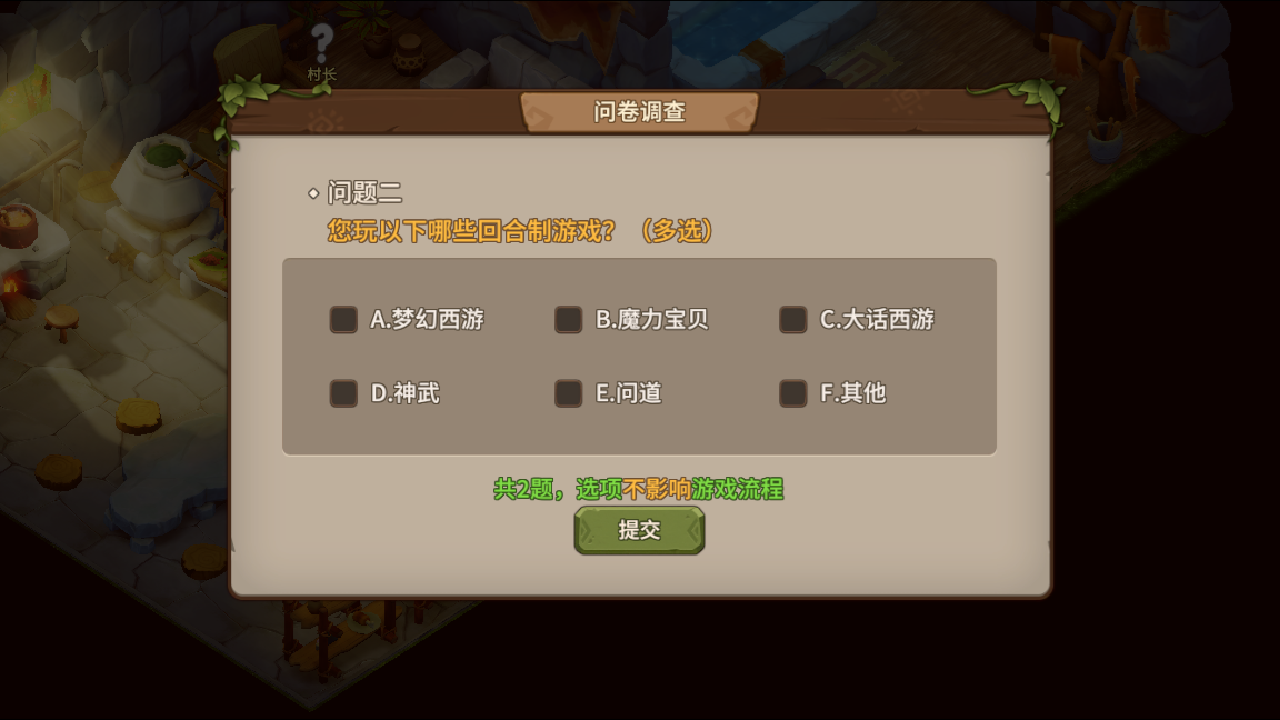 ?
村长
问卷调查
问题二
您玩以下哪些回合制游戏？（多选）
A.梦幻西游 B.魔力宝贝 C.大话西游
D.神武 E.问道 F.其他
共2题，选项不影响游戏流程
提交